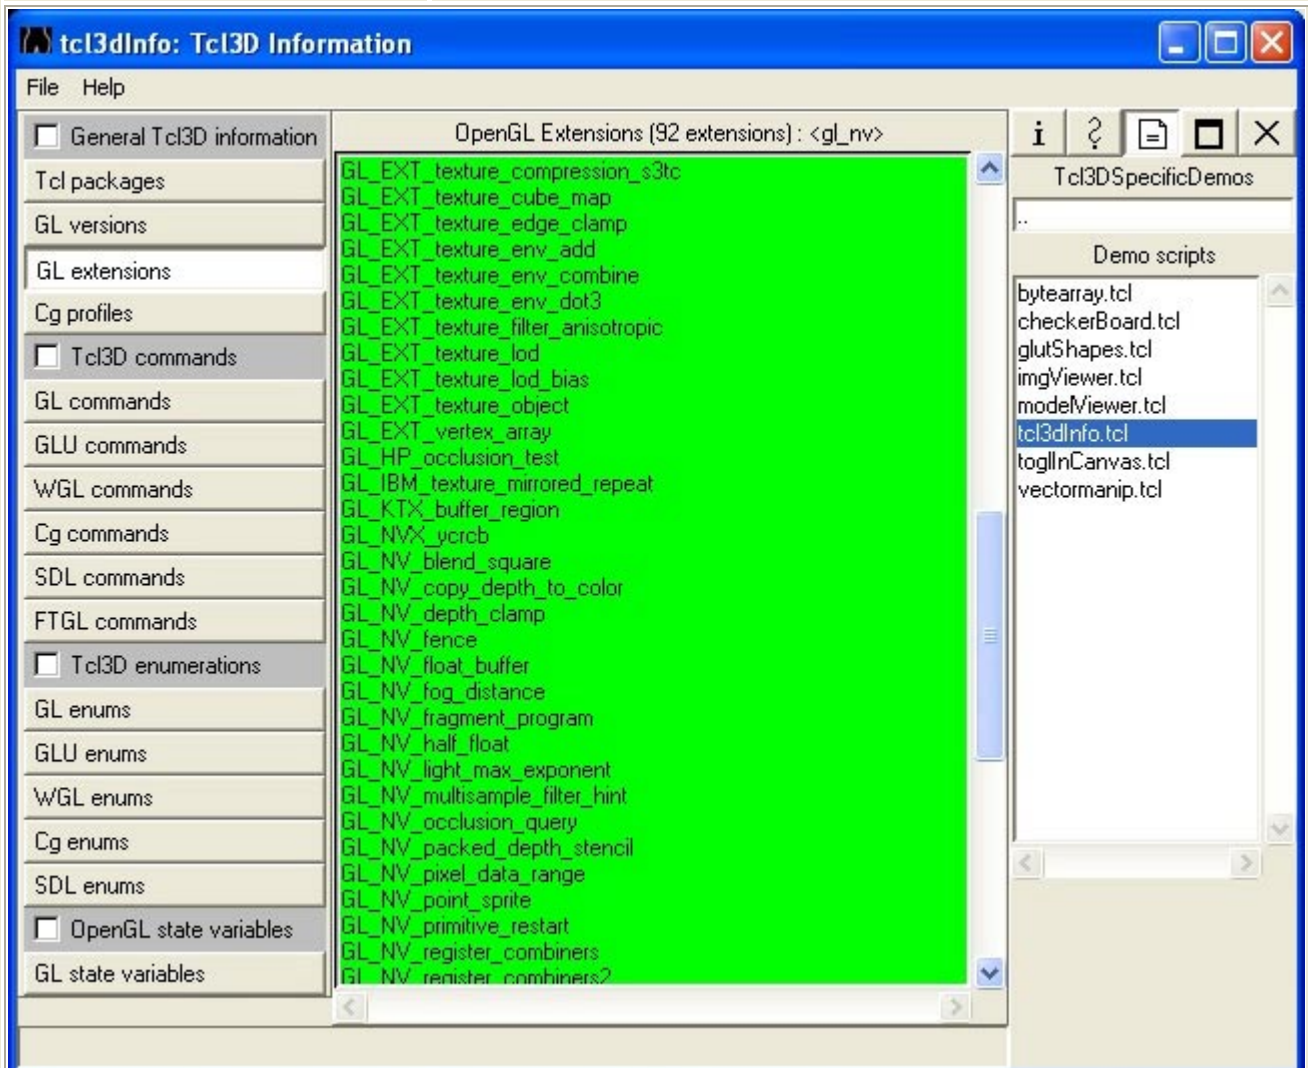 tcl3dInfo: Tcl3D Information
File Help
General Tcl3D information
Tcl packages
GL versions
GL extensions
Cg profiles
Tcl3D commands
GL commands
GLU commands
WGL commands
Cg commands
SDL commands
FTGL commands
Tcl3D enumerations
GL enums
GLU enums
WGL enums
Cg enums
SDL enums
OpenGL state variables
GL state variables
OpenGL Extensions (92 extensions) : <gl_nv>
GL_EXT_texture_compression_s3tc
GL_EXT_texture_cube_map
GL_EXT_texture_edge_clamp
GL_EXT_texture_env_add
GL_EXT_texture_env_combine
GL_EXT_texture_env_dot3
GL_EXT_texture_filter_anisotropic
GL_EXT_texture_lod
GL_EXT_texture_lod_bias
GL_EXT_texture_object
GL_EXT_vertex_array
GL_HP_occlusion_test
GL_IBM_texture_mirrored_repeat
GL_KTX_buffer_region
GL_NVX_ycrcb
GL_NV_blend_square
GL_NV_copy_depth_to_color
GL_NV_depth_clamp
GL_NV_fence
GL_NV_float_buffer
GL_NV_fog_distance
GL_NV_fragment_program
GL_NV_half_float
GL_NV_light_max_exponent
GL_NV_multisample_filter_hint
GL_NV_occlusion_query
GL_NV_packed_depth_stencil
GL_NV_pixel_data_range
GL_NV_point_sprite
GL_NV_primitive_restart
GL_NV_register_combiners
GL_NV_register_combiners2
i ?
Tcl3DSpecificDemos
..
Demo scripts
bytearray.tcl
checkerBoard.tcl
glutShapes.tcl
imgViewer.tcl
modelViewer.tcl
tcl3dInfo.tcl
toglInCanvas.tcl
vectormanip.tcl